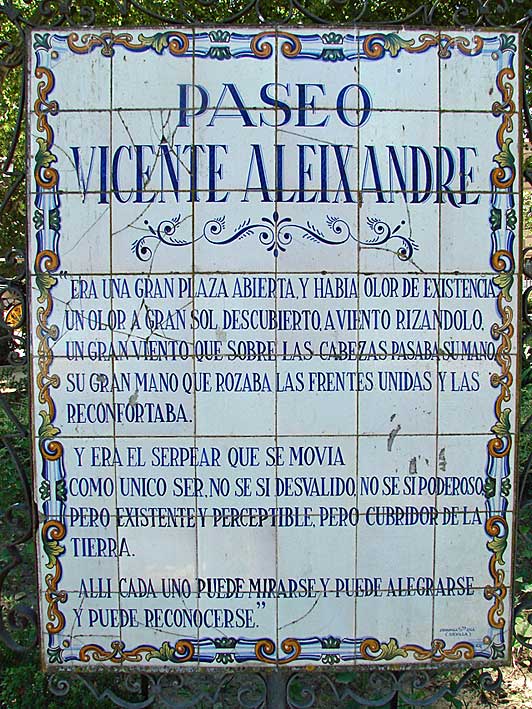 PASEO
VICENTE ALEIXANDRE
"ERA UNA GRAN PLAZA ABIERTA, Y HABIA OLOR DE EXISTENCIA
UN OLOR A GRAN SOL DESCUBIERTO, A VIENTO RIZANDOLO,
UN GRAN VIENTO QUE SOBRE LAS CABEZAS PASABA SU MANO,
SU GRAN MANO QUE ROZABA LAS FRENTES UNIDAS Y LAS
RECONFORTABA.
Y ERA EL SERPEAR QUE SE MOVIA
COMO UNICO SER, NO SE SI DESVALIDO, NO SE SI PODEROSO,
PERO EXISTENTE Y PERCEPTIBLE, PERO CUBRIDOR DE LA
TIERRA.
ALLI CADA UNO PUEDE MIRARSE Y PUEDE ALEGRARSE
Y PUEDE RECONOCERSE."
(SEVILLA)